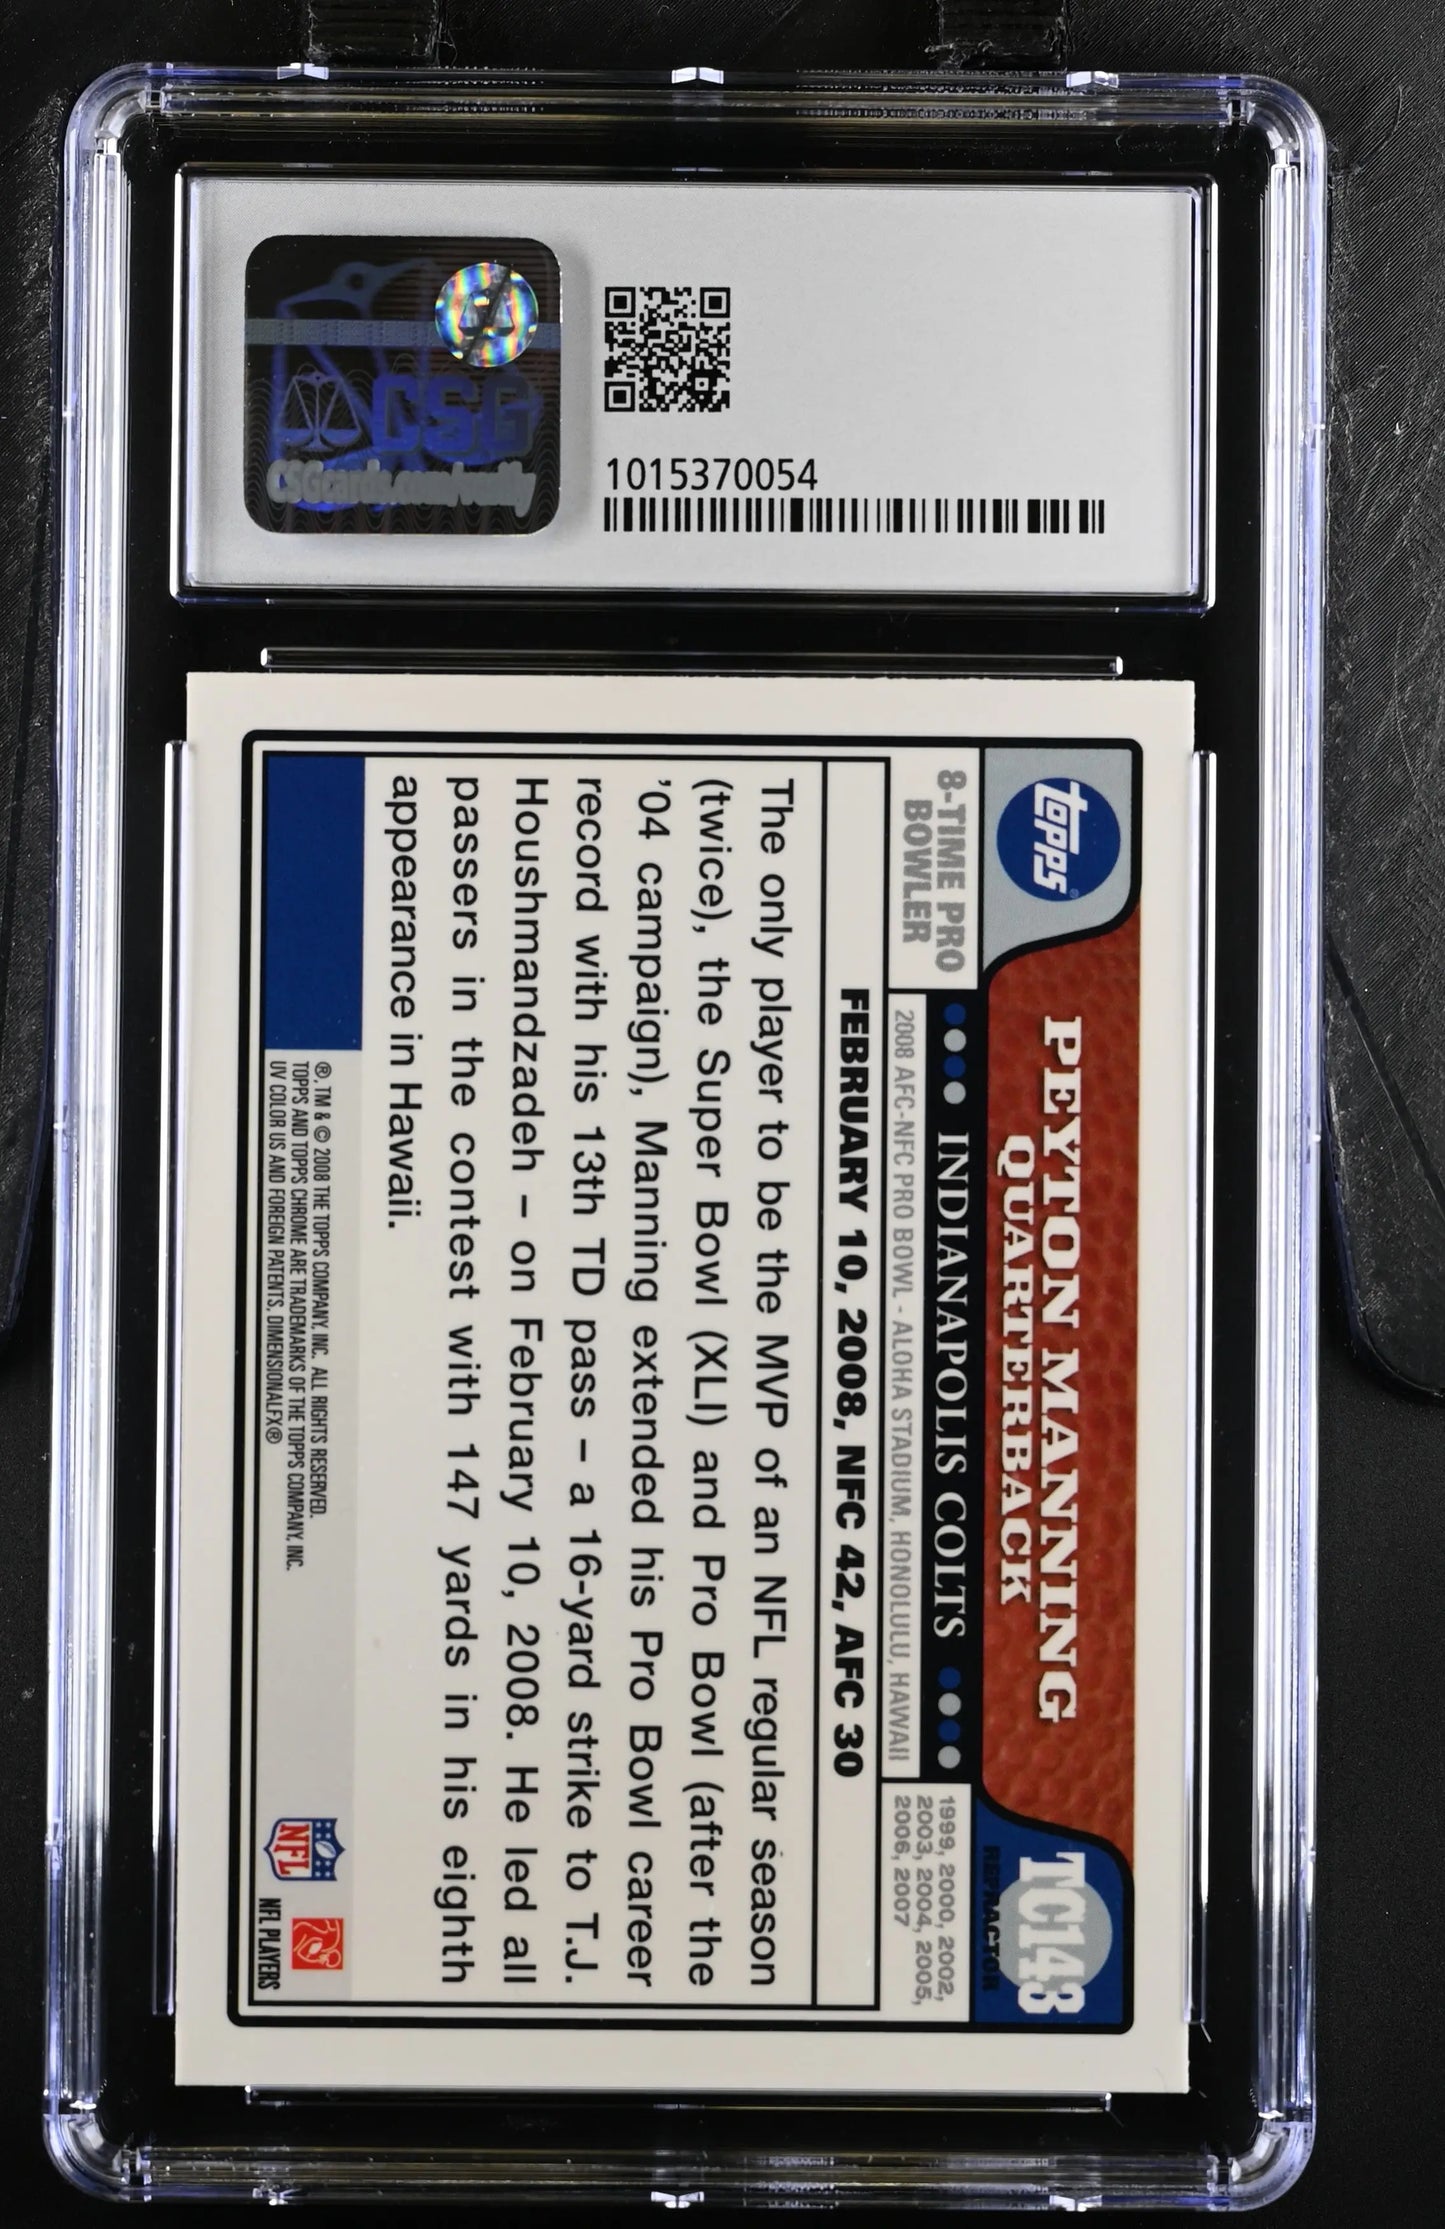 CSG
CSGcards.com/verify
1015370054
topps
PEYTON MANNING
QUARTERBACK
TC143
REFRACTOR
8-TIME PRO
BOWLER
INDIANAPOLIS COLTS
2008 AFC-NFC PRO BOWL - ALOHA STADIUM, HONOLULU, HAWAII
1999, 2000, 2002,
2003, 2004, 2005,
2006, 2007
FEBRUARY 10, 2008, NFC 42, AFC 30
The only player to be the MVP of an NFL regular season
(twice), the Super Bowl (XLI) and Pro Bowl (after the
’04 campaign), Manning extended his Pro Bowl career
record with his 13th TD pass – a 16-yard strike to T.J.
Houshmandzadeh – on February 10, 2008. He led all
passers in the contest with 147 yards in his eighth
appearance in Hawaii.
®, TM & © 2008 THE TOPPS COMPANY, INC. ALL RIGHTS RESERVED.
TOPPS AND TOPPS CHROME ARE TRADEMARKS OF THE TOPPS COMPANY, INC.
UV COLOR US AND FOREIGN PATENTS. DIMENSIONALFX®
NFL
NFL PLAYERS